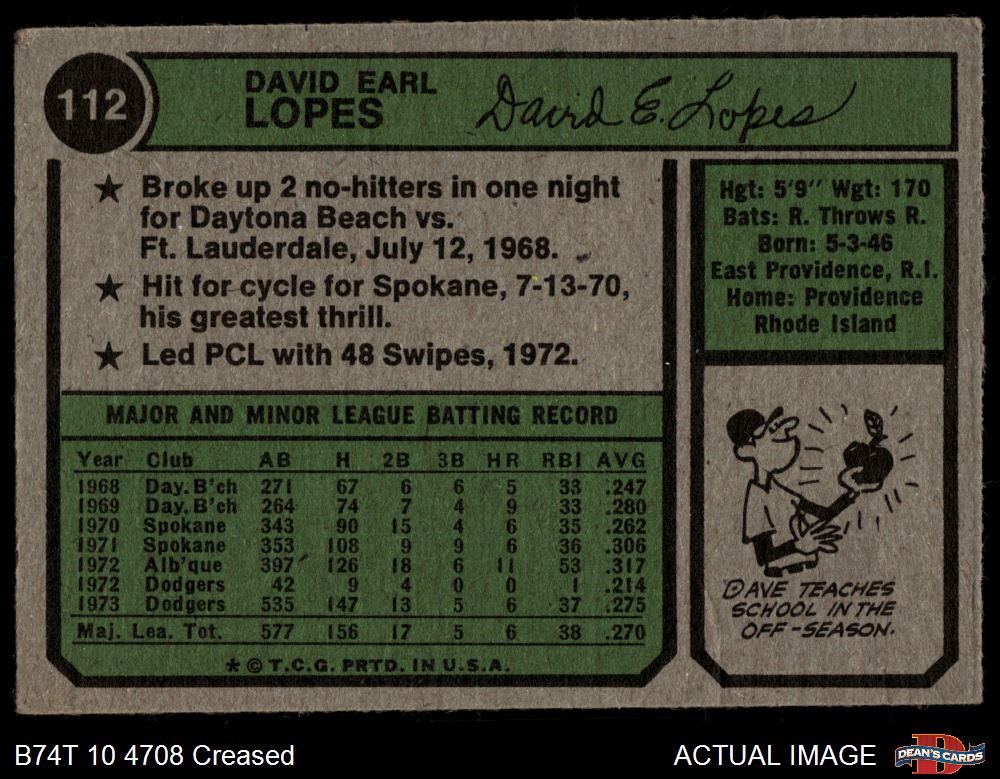 112
DAVID EARL
LOPES
David E. Lopes
★ Broke up 2 no-hitters in one night
for Daytona Beach vs.
Ft. Lauderdale, July 12, 1968.
★ Hit for cycle for Spokane, 7-13-70,
his greatest thrill.
★ Led PCL with 48 Swipes, 1972.
Hgt: 5'9" Wgt: 170
Bats: R. Throws R.
Born: 5-3-46
East Providence, R.I.
Home: Providence
Rhode Island
MAJOR AND MINOR LEAGUE BATTING RECORD
Year Club AB H 2B 3B HR RBI AVG
1968 Day. B'ch 271 67 6 6 5 33 .247
1969 Day. B'ch 264 74 7 4 9 33 .280
1970 Spokane 343 90 15 4 6 35 .262
1971 Spokane 353 108 9 9 6 36 .306
1972 Alb'que 397 126 18 6 11 53 .317
1972 Dodgers 42 9 4 0 0 1 .214
1973 Dodgers 535 147 13 5 6 37 .275
Maj. Lea. Tot. 577 156 17 5 6 38 .270
* © T.C.G. PRTD. IN U.S.A.
DAVE TEACHES
SCHOOL IN THE
OFF-SEASON.
B74T 10 4708 Creased
ACTUAL IMAGE
DEAN'S CARDS